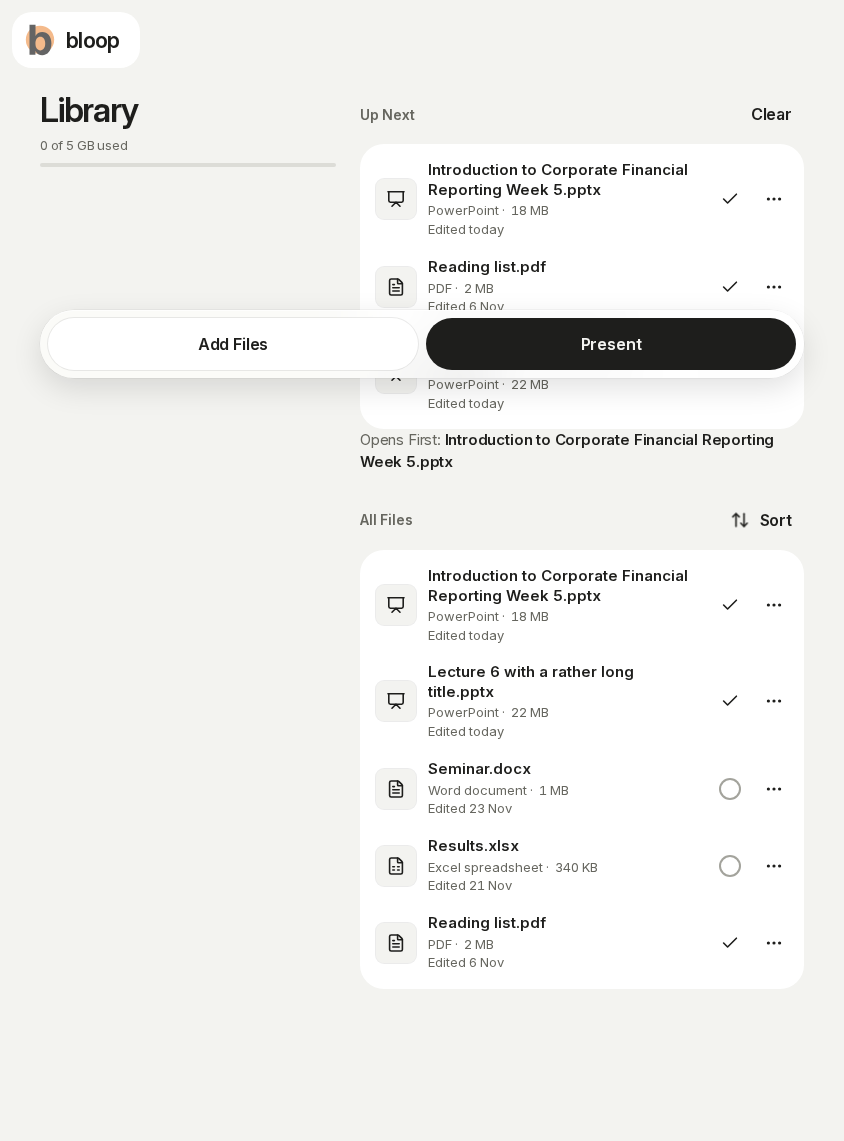 bloop
Library
0 of 5 GB used
Up Next
Clear
Introduction to Corporate Financial
Reporting Week 5.pptx
PowerPoint · 18 MB
Edited today
Reading list.pdf
PDF · 2 MB
Edited 6 Nov
Add Files
Present
PowerPoint · 22 MB
Edited today
Opens First: Introduction to Corporate Financial Reporting
Week 5.pptx
All Files
Sort
Introduction to Corporate Financial
Reporting Week 5.pptx
PowerPoint · 18 MB
Edited today
Lecture 6 with a rather long
title.pptx
PowerPoint · 22 MB
Edited today
Seminar.docx
Word document · 1 MB
Edited 23 Nov
Results.xlsx
Excel spreadsheet · 340 KB
Edited 21 Nov
Reading list.pdf
PDF · 2 MB
Edited 6 Nov